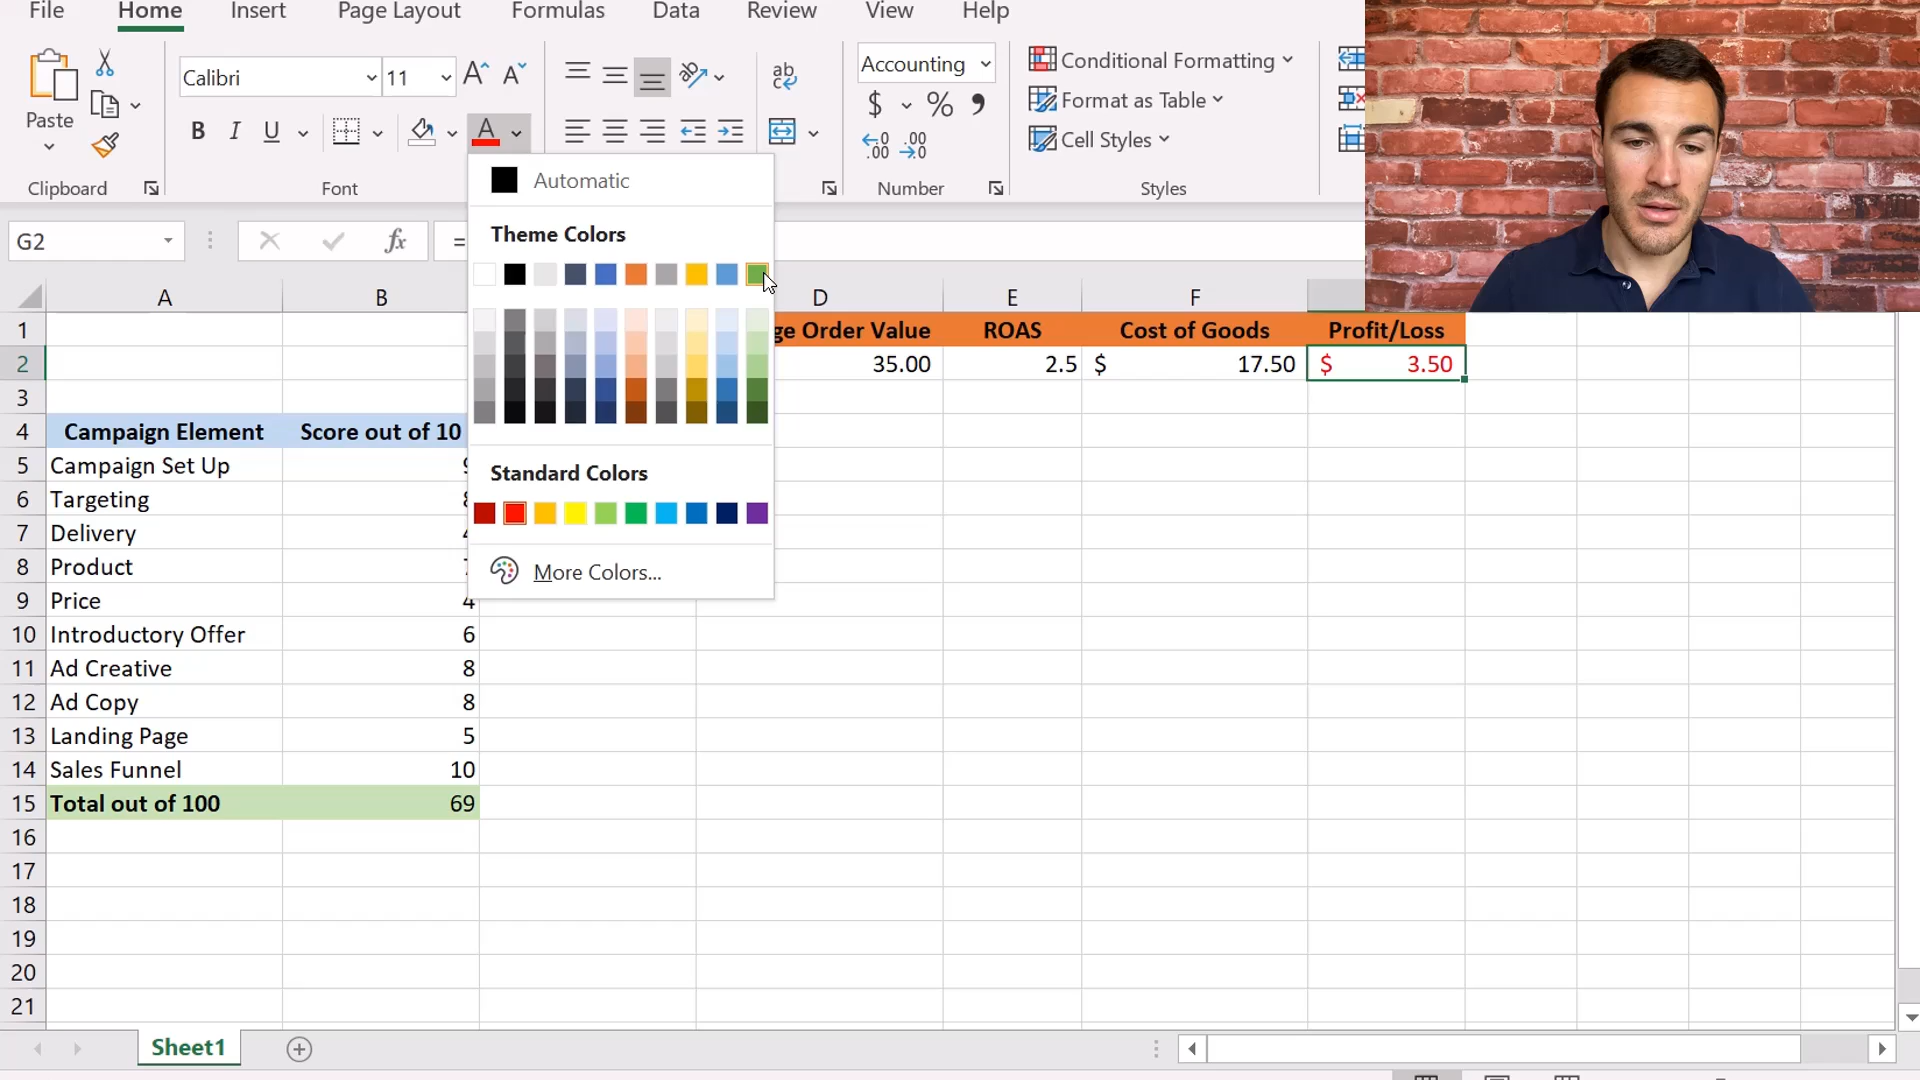 File Home Insert Page Layout Formulas Data Review View Help
Calibri 11 A A ab Accounting Conditional Formatting
Paste $ % Format as Table
B I U A .00 .00 Cell Styles
Clipboard Font Number Styles
Automatic
G2 fx =
Theme Colors
Standard Colors
More Colors...
A B D E F
1 ge Order Value ROAS Cost of Goods Profit/Loss
2 35.00 2.5 $ 17.50 $ 3.50
3
4 Campaign Element Score out of 10
5 Campaign Set Up
6 Targeting
7 Delivery
8 Product
9 Price 4
10 Introductory Offer 6
11 Ad Creative 8
12 Ad Copy 8
13 Landing Page 5
14 Sales Funnel 10
15 Total out of 100 69
16
17
18
19
20
21
Sheet1